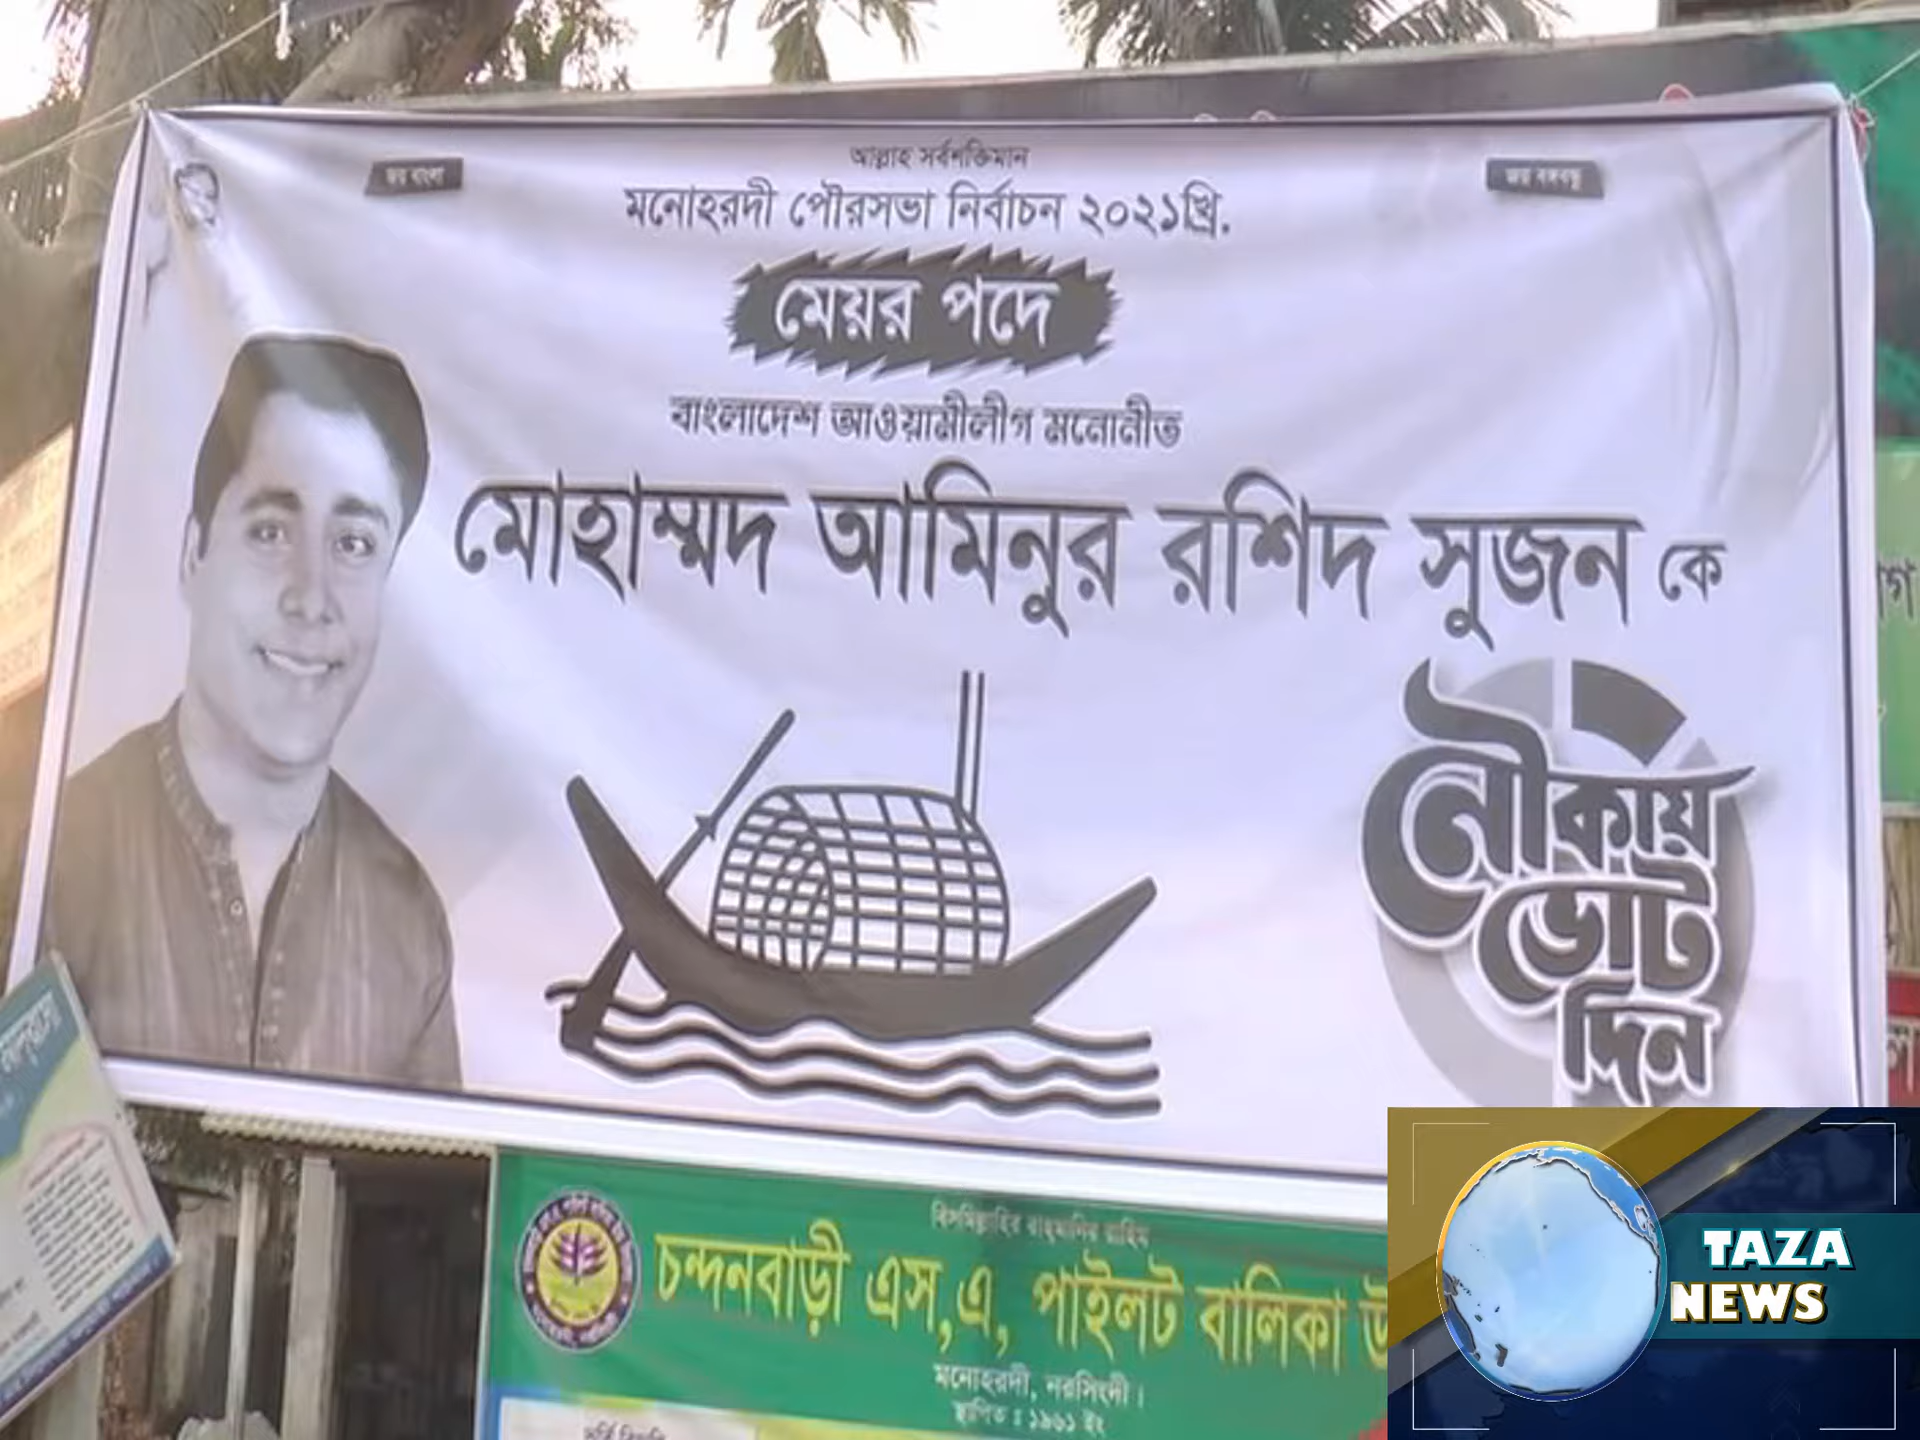 আল্লাহ সর্বশক্তিমান
জয় বাংলা
জয় বঙ্গবন্ধু
মনোহরদী পৌরসভা নির্বাচন ২০২১খ্রি.
মেয়র পদে
বাংলাদেশ আওয়ামীলীগ মনোনীত
মোহাম্মদ আমিনুর রশিদ সুজন কে
নৌকায়
ভোট
দিন
বিসমিল্লাহির রাহমানির রাহিম
চন্দনবাড়ী এস,এ, পাইলট বালিকা উ
মনোহরদী, নরসিংদী।
স্থাপিত : ১৯৬১ ইং
TAZA
NEWS